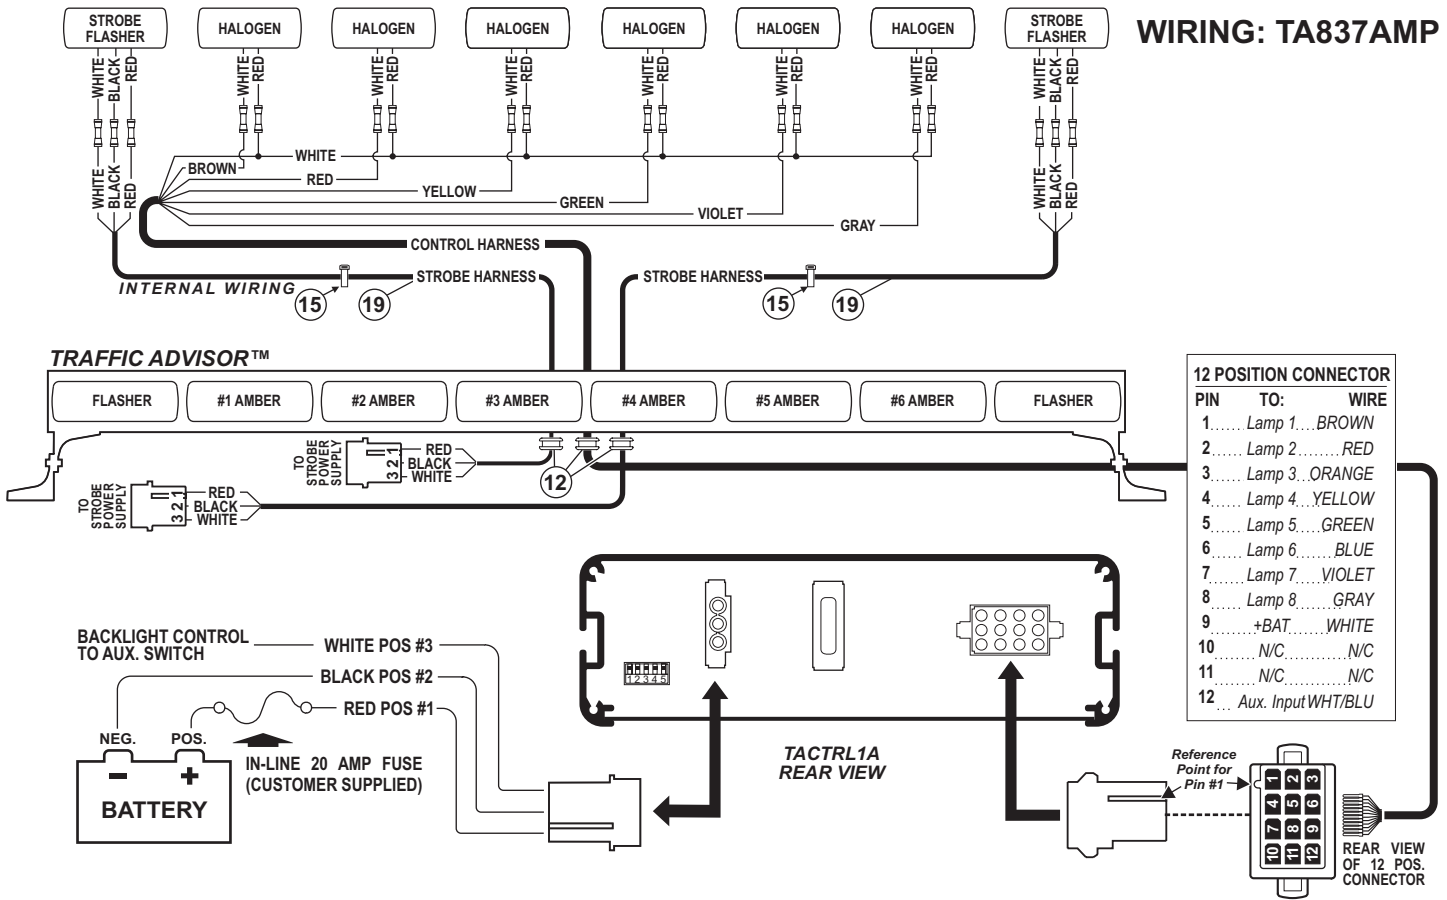 WIRING: TA837AMP
STROBE
FLASHER
HALOGEN
HALOGEN
HALOGEN
HALOGEN
HALOGEN
HALOGEN
STROBE
FLASHER
WHITE
BLACK
RED
WHITE
RED
WHITE
RED
WHITE
RED
WHITE
RED
WHITE
RED
WHITE
RED
WHITE
BLACK
RED
WHITE
BROWN
RED
YELLOW
GREEN
VIOLET
GRAY
WHITE
BLACK
RED
WHITE
BLACK
RED
CONTROL HARNESS
STROBE HARNESS
STROBE HARNESS
INTERNAL WIRING
15
19
15
19
TRAFFIC ADVISOR™
FLASHER
#1 AMBER
#2 AMBER
#3 AMBER
#4 AMBER
#5 AMBER
#6 AMBER
FLASHER
TO
STROBE
POWER
SUPPLY
3 2 1
RED
BLACK
WHITE
12
TO
STROBE
POWER
SUPPLY
3 2 1
RED
BLACK
WHITE
12 POSITION CONNECTOR
PIN TO: WIRE
1...... Lamp 1....BROWN
2...... Lamp 2........RED
3...... Lamp 3...ORANGE
4...... Lamp 4...YELLOW
5...... Lamp 5.....GREEN
6...... Lamp 6.......BLUE
7...... Lamp 7.....VIOLET
8...... Lamp 8.......GRAY
9....... +BAT.......WHITE
10....... N/C...........N/C
11....... N/C...........N/C
12... Aux. Input WHT/BLU
BACKLIGHT CONTROL
TO AUX. SWITCH
WHITE POS #3
BLACK POS #2
RED POS #1
NEG.
POS.
IN-LINE 20 AMP FUSE
(CUSTOMER SUPPLIED)
– +
BATTERY
1 2 3 4 5
TACTRL1A
REAR VIEW
Reference
Point for
Pin #1
1 2 3
4 5 6
7 8 9
10 11 12
REAR VIEW
OF 12 POS.
CONNECTOR